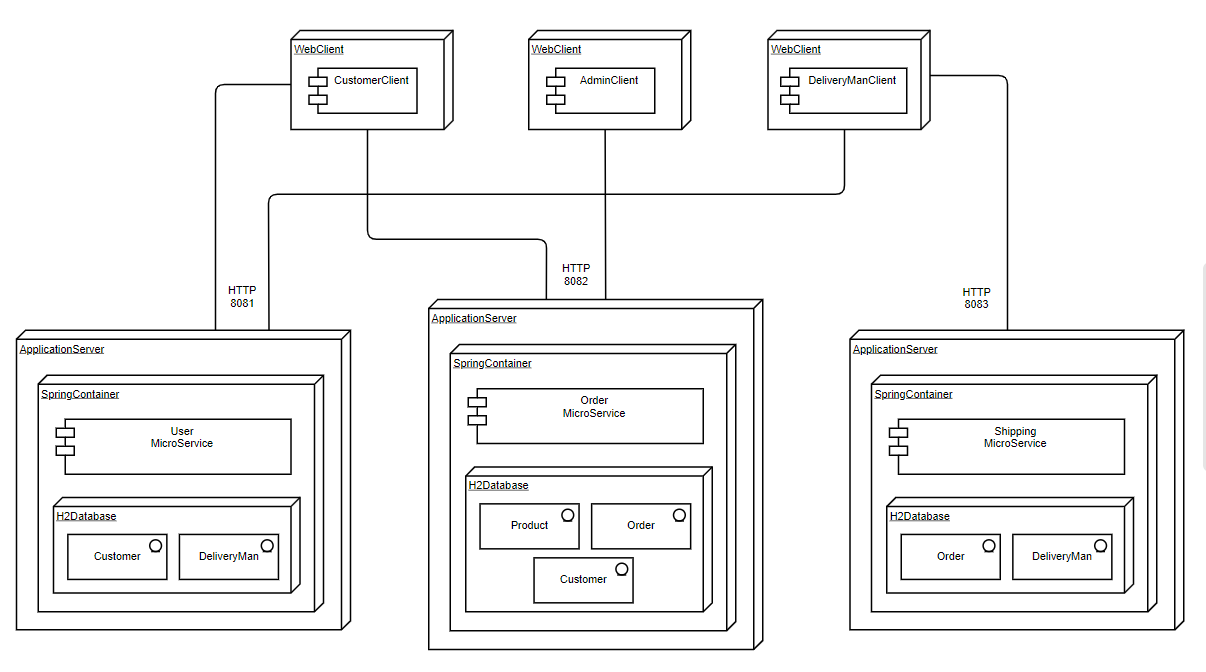 WebClient
CustomerClient
WebClient
AdminClient
WebClient
DeliveryManClient
HTTP
8081
HTTP
8082
HTTP
8083
ApplicationServer
SpringContainer
User
MicroService
H2Database
Customer
DeliveryMan
ApplicationServer
SpringContainer
Order
MicroService
H2Database
Product
Order
Customer
ApplicationServer
SpringContainer
Shipping
MicroService
H2Database
Order
DeliveryMan